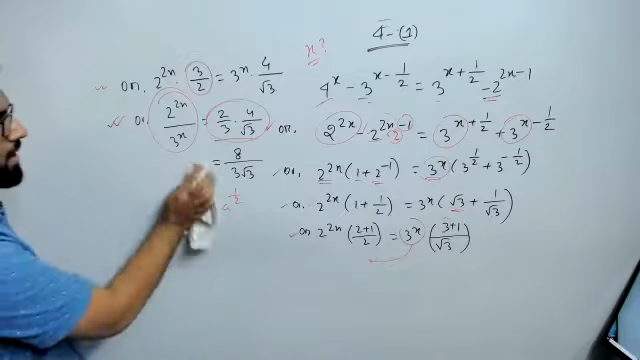 4-(1)
x?
4^x - 3^{x-1/2} = 3^{x+1/2} - 2^{2x-1}
or, 2^{2x} - 2^{2x-1} = 3^{x+1/2} + 3^{x-1/2}
or, 2^{2x}(1+2^{-1}) = 3^x(3^{1/2} + 3^{-1/2})
or, 2^{2x}(1+1/2) = 3^x(√3 + 1/√3)
or, 2^{2x}((2+1)/2) = 3^x((3+1)/√3)
or, 2^{2x} · 3/2 = 3^x · 4/√3
or, 2^{2x}/3^x = 2/3 · 4/√3
= 8/3√3
a^{1/2}